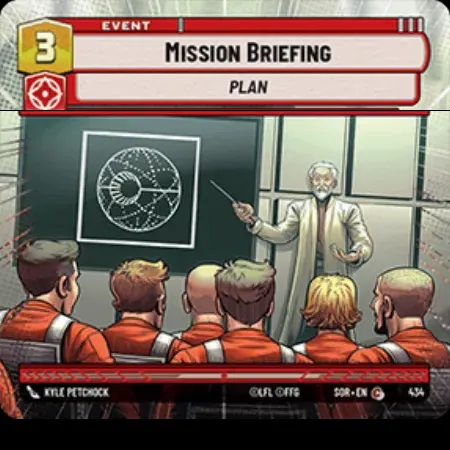 EVENT
3
MISSION BRIEFING
PLAN
KYLE PETCHOCK
©LFL ©FFG
SOR • EN
C
434